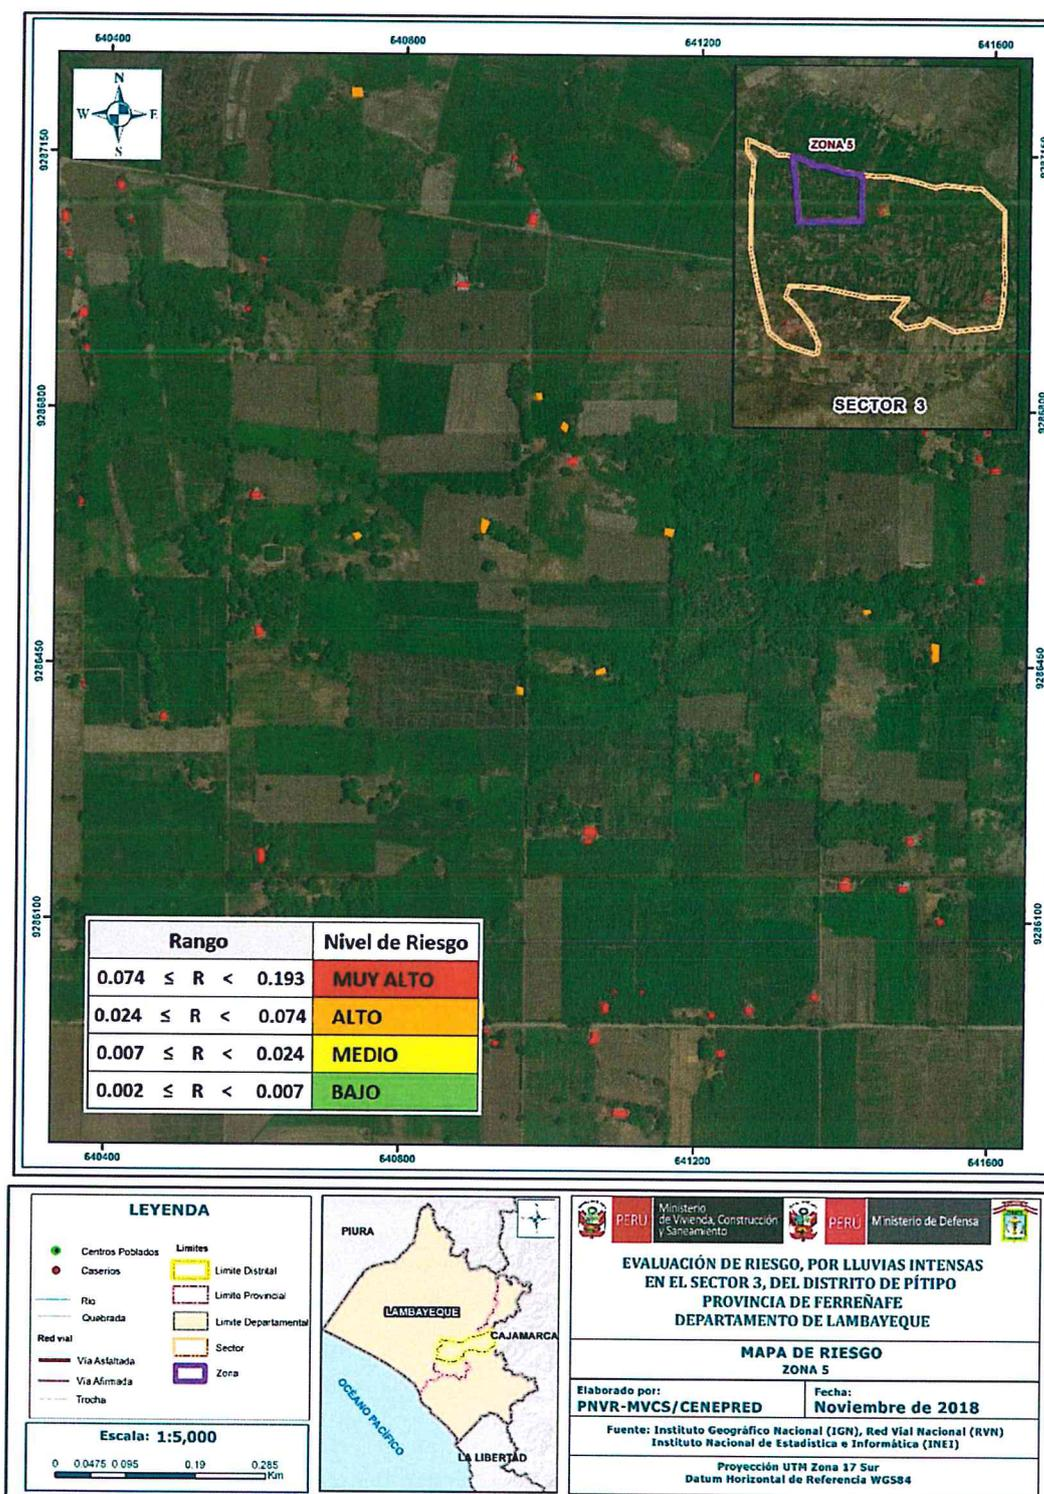 640400
640800
641200
641600
N
W E
S
9287150
9286800
9286450
9286100
ZONA 5
SECTOR 3
9286800
9286450
9286100
Rango Nivel de Riesgo
0.074 ≤ R < 0.193 MUY ALTO
0.024 ≤ R < 0.074 ALTO
0.007 ≤ R < 0.024 MEDIO
0.002 ≤ R < 0.007 BAJO
640400
640800
641200
641600
LEYENDA
Centros Poblados
Caserios
Rio
Quebrada
Red vial
Via Asfaltada
Via Afirmada
Trocha
Limites
Limite Distrital
Limite Provincial
Limite Departamental
Sector
Zona
Escala: 1:5,000
0 0.0475 0.095 0.19 0.285
Km
PIURA
LAMBAYEQUE
CAJAMARCA
OCÉANO PACÍFICO
LA LIBERTAD
PERÚ
Ministerio
de Vivienda, Construcción
y Saneamiento
PERÚ
Ministerio de Defensa
EVALUACIÓN DE RIESGO, POR LLUVIAS INTENSAS
EN EL SECTOR 3, DEL DISTRITO DE PÍTIPO
PROVINCIA DE FERREÑAFE
DEPARTAMENTO DE LAMBAYEQUE
MAPA DE RIESGO
ZONA 5
Elaborado por:
PNVR-MVCS/CENEPRED
Fecha:
Noviembre de 2018
Fuente: Instituto Geográfico Nacional (IGN), Red Vial Nacional (RVN)
Instituto Nacional de Estadística e Informática (INEI)
Proyección UTM Zona 17 Sur
Datum Horizontal de Referencia WGS84